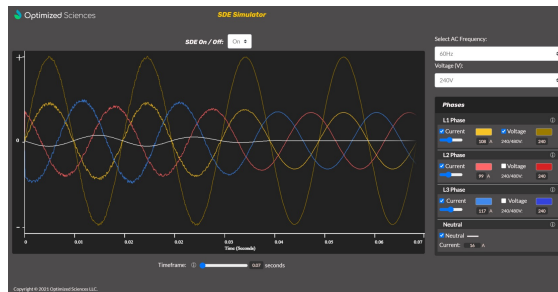 Optimized Sciences
SDE Simulator
SDE On / Off: On
Select AC Frequency:
60Hz
Voltage (V):
240V
Phases
L1 Phase
Current Voltage
108 A 240/480V 240
L2 Phase
Current Voltage
99 A 240/480V 240
L3 Phase
Current Voltage
117 A 240/480V 240
Neutral
Neutral
Current: 16 A
+
0
−
0 0.01 0.02 0.02 0.03 0.04 0.05 0.06 0.07
Time (Seconds)
Timeframe: 0.07 seconds
Copyright © 2021 Optimized Sciences LLC.